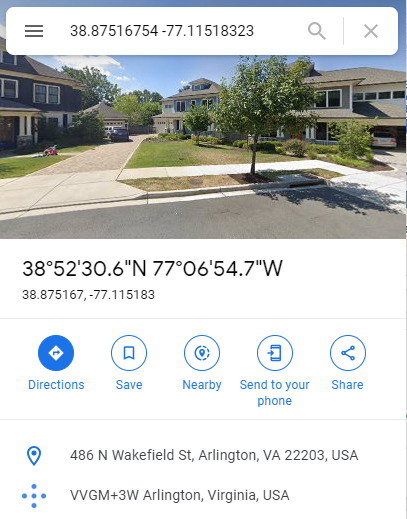 38.87516754 -77.11518323
38°52'30.6"N 77°06'54.7"W
38.875167, -77.115183
Directions
Save
Nearby
Send to your
phone
Share
486 N Wakefield St, Arlington, VA 22203, USA
VVGM+3W Arlington, Virginia, USA